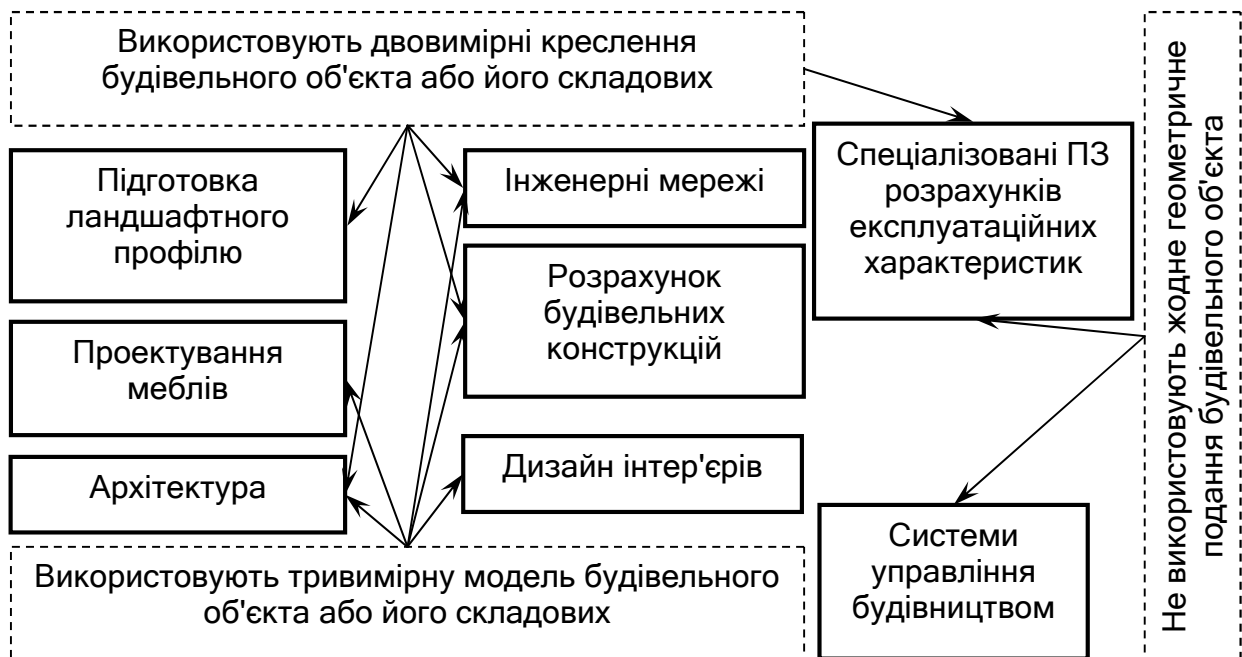 Використовують двовимірні креслення
будівельного об'єкта або його складових
Підготовка
ландшафтного
профілю
Інженерні мережі
Спеціалізовані ПЗ
розрахунків
експлуатаційних
характеристик
Розрахунок
будівельних
конструкцій
Проектування
меблів
Архітектура
Дизайн інтер'єрів
Системи
управління
будівництвом
Використовують тривимірну модель будівельного
об'єкта або його складових
Не використовують жодне геометричне
подання будівельного об'єкта